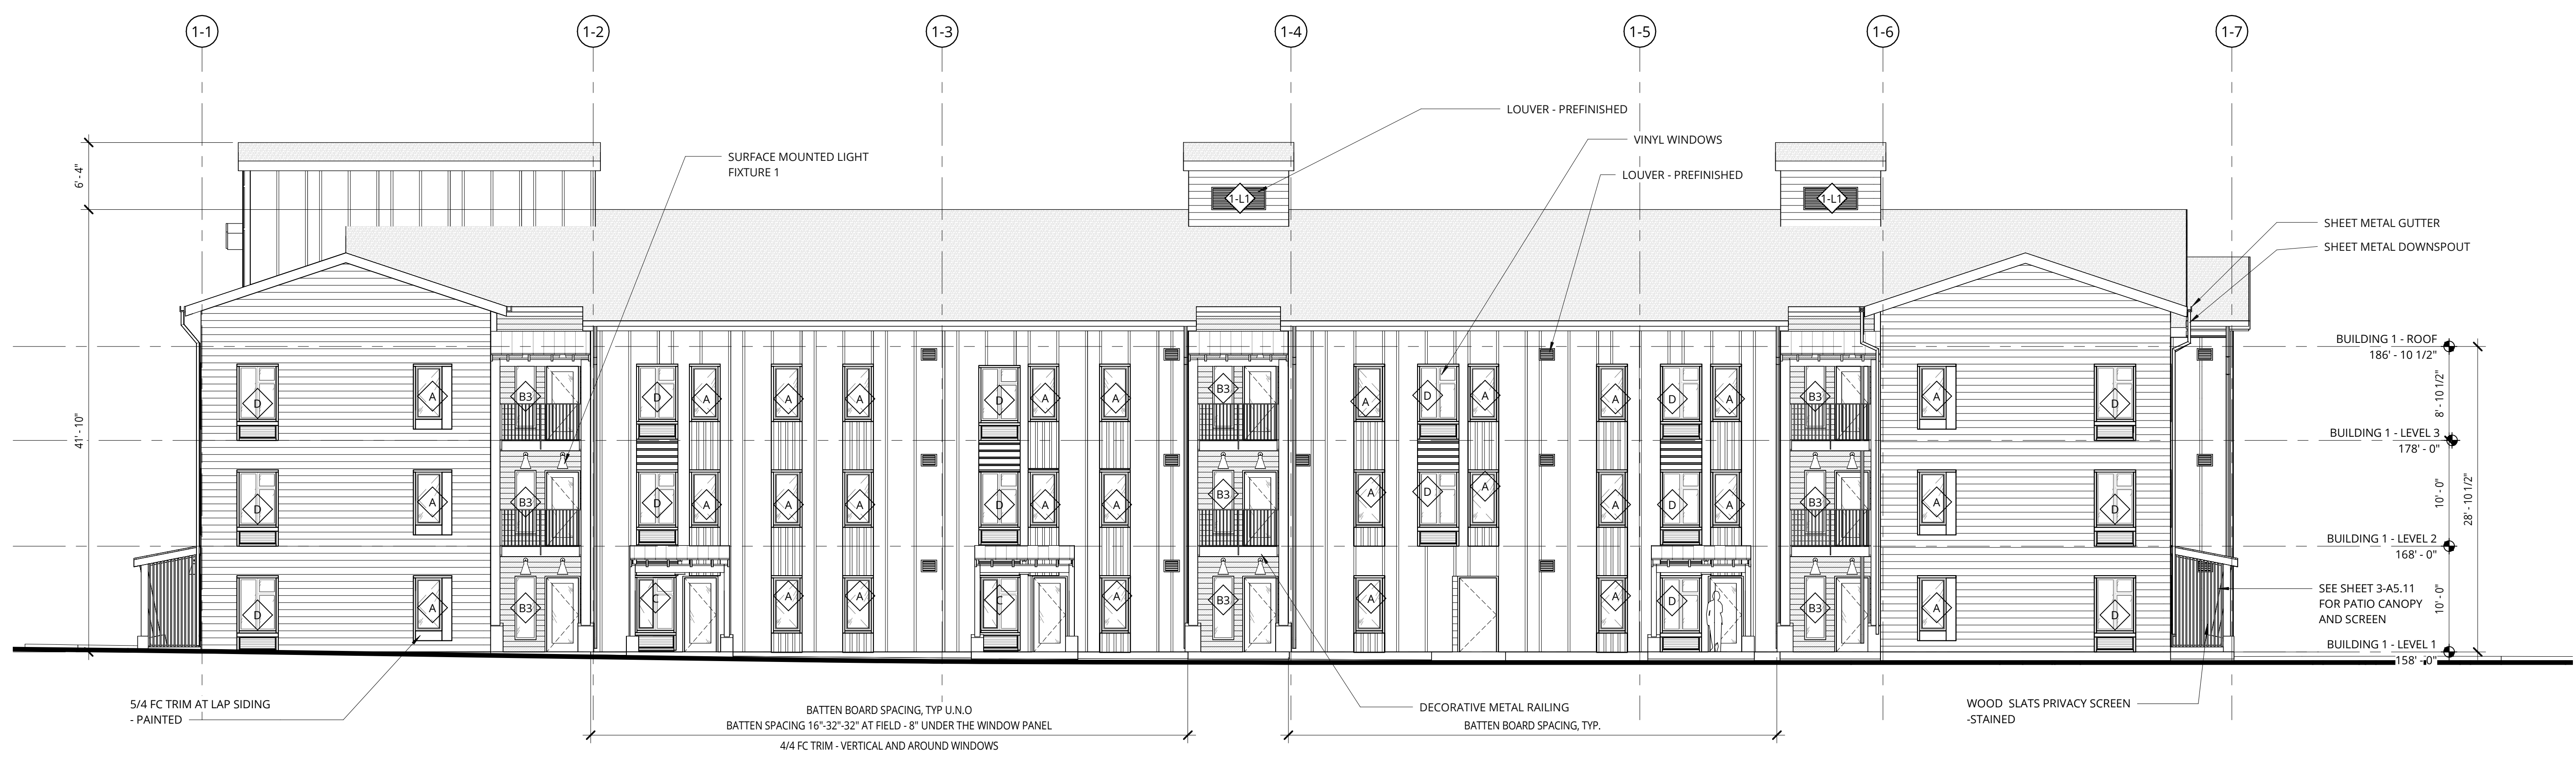 1-1 1-2 1-3 1-4 1-5 1-6 1-7
LOUVER - PREFINISHED
VINYL WINDOWS
SURFACE MOUNTED LIGHT
FIXTURE 1
LOUVER - PREFINISHED
6' - 4"
1-L1 1-L1
SHEET METAL GUTTER
SHEET METAL DOWNSPOUT
BUILDING 1 - ROOF
186' - 10 1/2"
D A B3 D A A A D A A B3 A D A A D A B3 A D
8' - 10 1/2"
41' - 10"
BUILDING 1 - LEVEL 3
178' - 0"
D A B3 D A A A D A A B3 A D A A D A B3 A D
10' - 0"
28' - 10 1/2"
BUILDING 1 - LEVEL 2
168' - 0"
D A B3 C A A C A B3 A A D B3 A D
10' - 0"
SEE SHEET 3-A5.11
FOR PATIO CANOPY
AND SCREEN
BUILDING 1 - LEVEL 1
158' - 0"
5/4 FC TRIM AT LAP SIDING
- PAINTED
BATTEN BOARD SPACING, TYP U.N.O
BATTEN SPACING 16"-32"-32" AT FIELD - 8" UNDER THE WINDOW PANEL
4/4 FC TRIM - VERTICAL AND AROUND WINDOWS
DECORATIVE METAL RAILING
BATTEN BOARD SPACING, TYP.
WOOD SLATS PRIVACY SCREEN
-STAINED